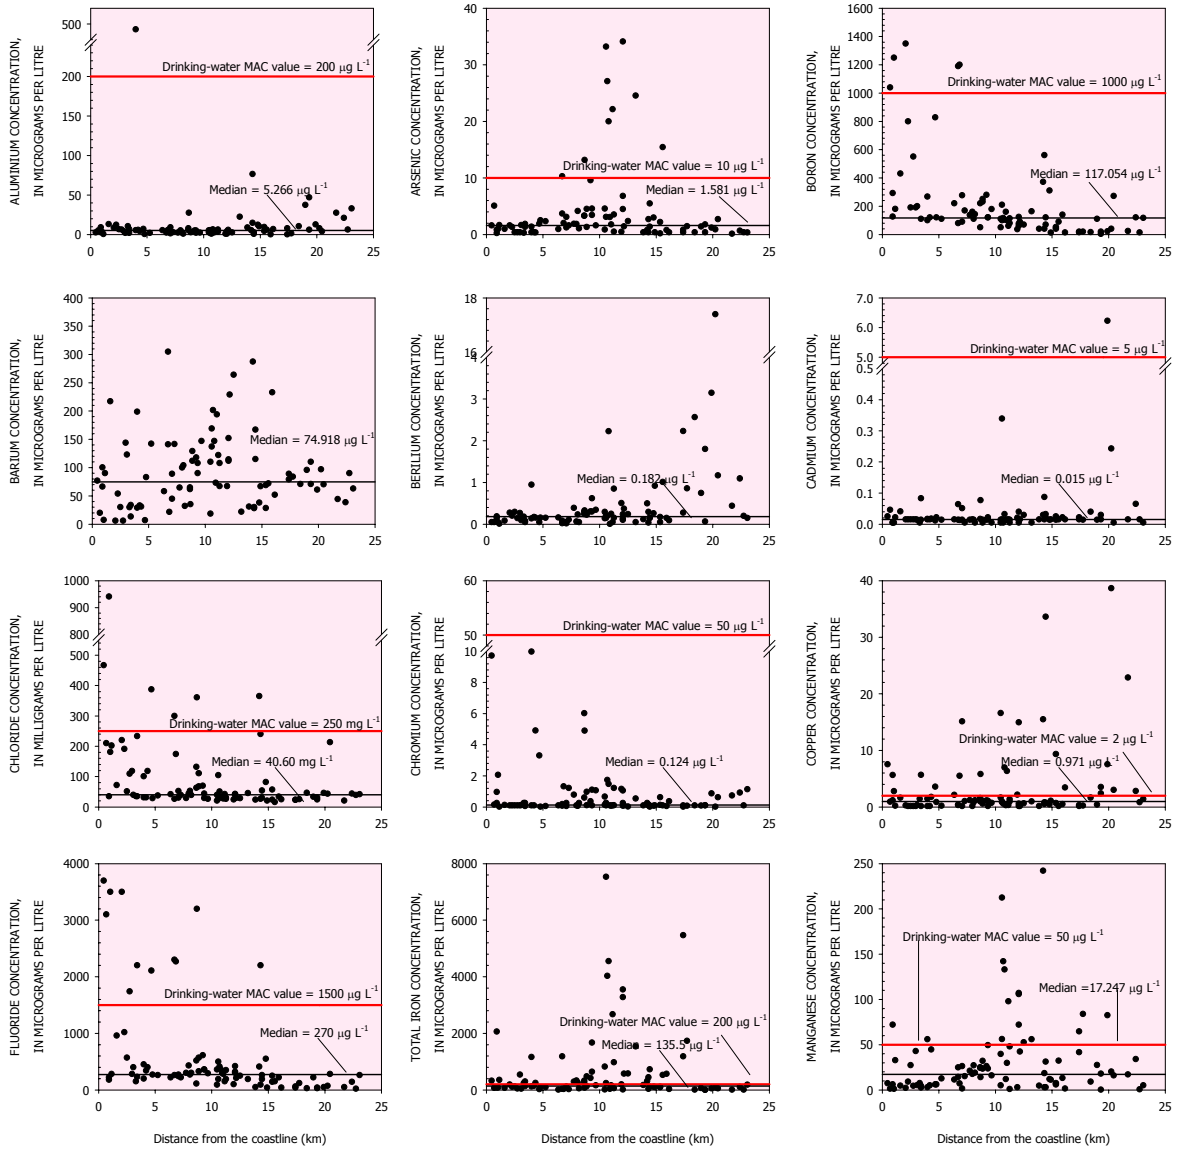 ALUMINIUM CONCENTRATION,
IN MICROGRAMS PER LITRE
500
200
150
100
50
0
Drinking-water MAC value = 200 µg L-1
Median = 5.266 µg L-1
0 5 10 15 20 25
ARSENIC CONCENTRATION,
IN MICROGRAMS PER LITRE
40
30
20
10
0
Drinking-water MAC value = 10 µg L-1
Median = 1.581 µg L-1
0 5 10 15 20 25
BORON CONCENTRATION,
IN MICROGRAMS PER LITRE
1600
1400
1200
1000
800
600
400
200
0
Drinking-water MAC value = 1000 µg L-1
Median = 117.054 µg L-1
0 5 10 15 20 25
BARIUM CONCENTRATION,
IN MICROGRAMS PER LITRE
400
350
300
250
200
150
100
50
0
Median = 74.918 µg L-1
0 5 10 15 20 25
BERILIUM CONCENTRATION,
IN MICROGRAMS PER LITRE
18
16
4
3
2
1
0
Median = 0.182 µg L-1
0 5 10 15 20 25
CADMIUM CONCENTRATION,
IN MICROGRAMS PER LITRE
7.0
6.0
5.0
0.5
0.4
0.3
0.2
0.1
0.0
Drinking-water MAC value = 5 µg L-1
Median = 0.015 µg L-1
0 5 10 15 20 25
CHLORIDE CONCENTRATION,
IN MILLIGRAMS PER LITRE
1000
900
800
500
400
300
200
100
0
Drinking-water MAC value = 250 mg L-1
Median = 40.60 mg L-1
0 5 10 15 20 25
CHROMIUM CONCENTRATION,
IN MICROGRAMS PER LITRE
60
50
10
8
6
4
2
0
Drinking-water MAC value = 50 µg L-1
Median = 0.124 µg L-1
0 5 10 15 20 25
COPPER CONCENTRATION,
IN MICROGRAMS PER LITRE
40
30
20
10
0
Drinking-water MAC value = 2 µg L-1
Median = 0.971 µg L-1
0 5 10 15 20 25
FLUORIDE CONCENTRATION,
IN MICROGRAMS PER LITRE
4000
3000
2000
1000
0
Drinking-water MAC value = 1500 µg L-1
Median = 270 µg L-1
0 5 10 15 20 25
Distance from the coastline (km)
TOTAL IRON CONCENTRATION,
IN MICROGRAMS PER LITRE
8000
6000
4000
2000
0
Drinking-water MAC value = 200 µg L-1
Median = 135.5 µg L-1
0 5 10 15 20 25
Distance from the coastline (km)
MANGANESE CONCENTRATION,
IN MIROGRAMS PER LITRE
250
200
150
100
50
0
Drinking-water MAC value = 50 µg L-1
Median =17.247 µg L-1
0 5 10 15 20 25
Distance from the coastline (km)